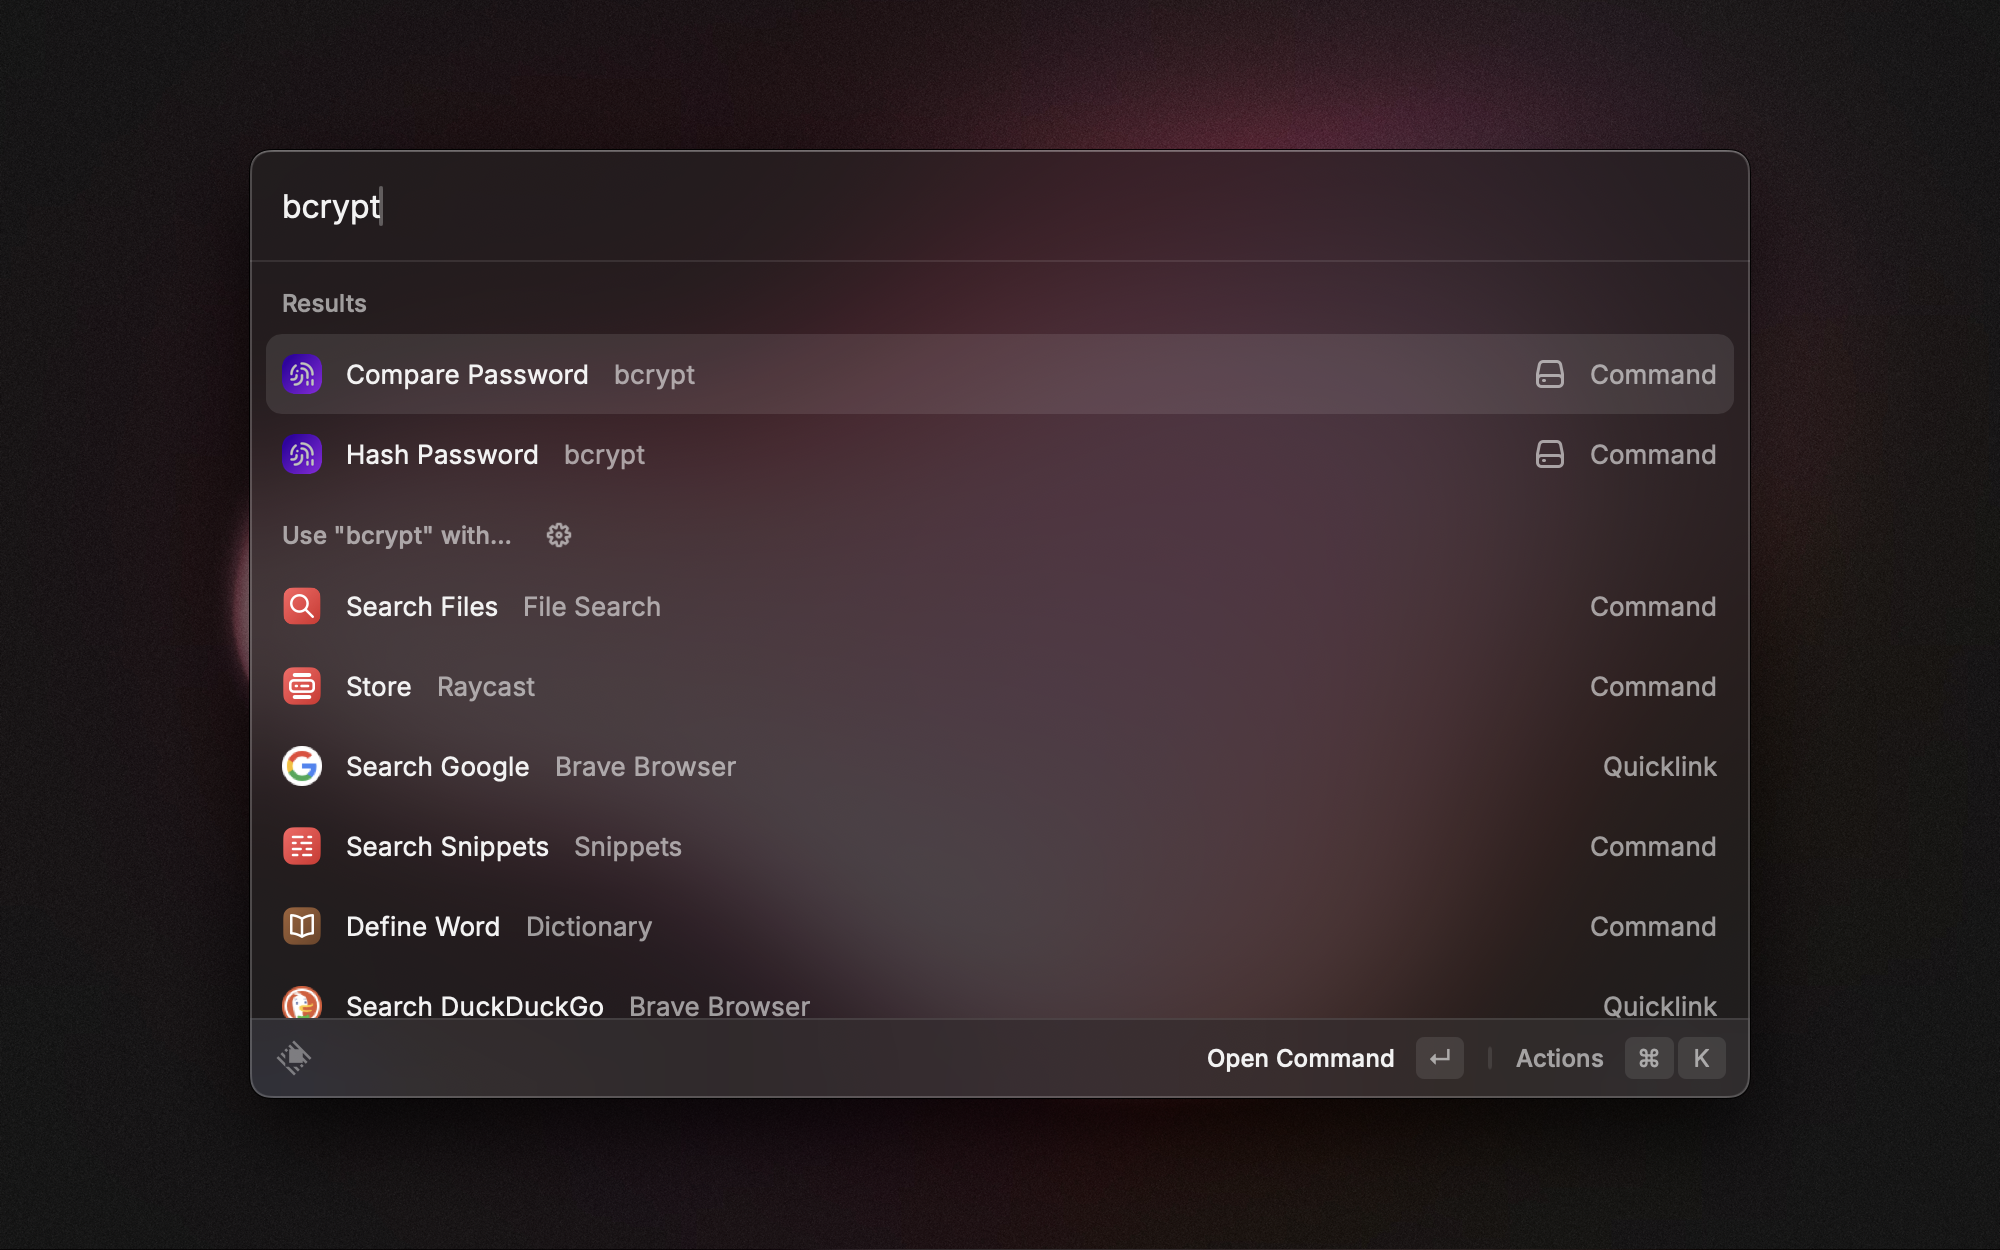 bcrypt
Results
Compare Password bcrypt Command
Hash Password bcrypt Command
Use "bcrypt" with...
Search Files File Search Command
Store Raycast Command
Search Google Brave Browser Quicklink
Search Snippets Snippets Command
Define Word Dictionary Command
Search DuckDuckGo Brave Browser Quicklink
Open Command ↵ Actions ⌘ K